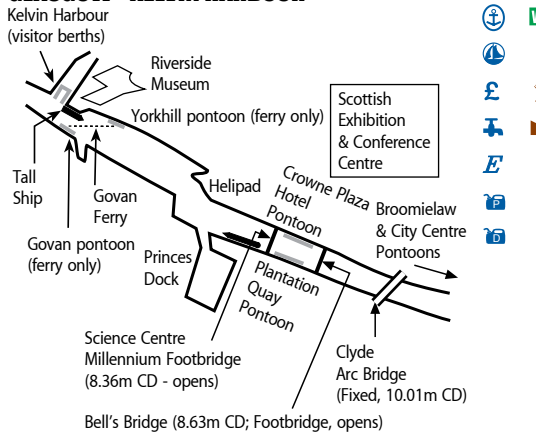 Kelvin Harbour
(visitor berths)
Riverside
Museum
Yorkhill pontoon (ferry only)
Scottish
Exhibition
& Conference
Centre
Tall
Ship
Govan
Ferry
Helipad
Crowne Plaza
Hotel
Pontoon
Broomielaw
& City Centre
Pontoons
Govan pontoon
(ferry only)
Princes
Dock
Plantation
Quay
Pontoon
Science Centre
Millennium Footbridge
(8.36m CD - opens)
Clyde
Arc Bridge
(Fixed, 10.01m CD)
Bell's Bridge (8.63m CD; Footbridge, opens)
£
E
P
D